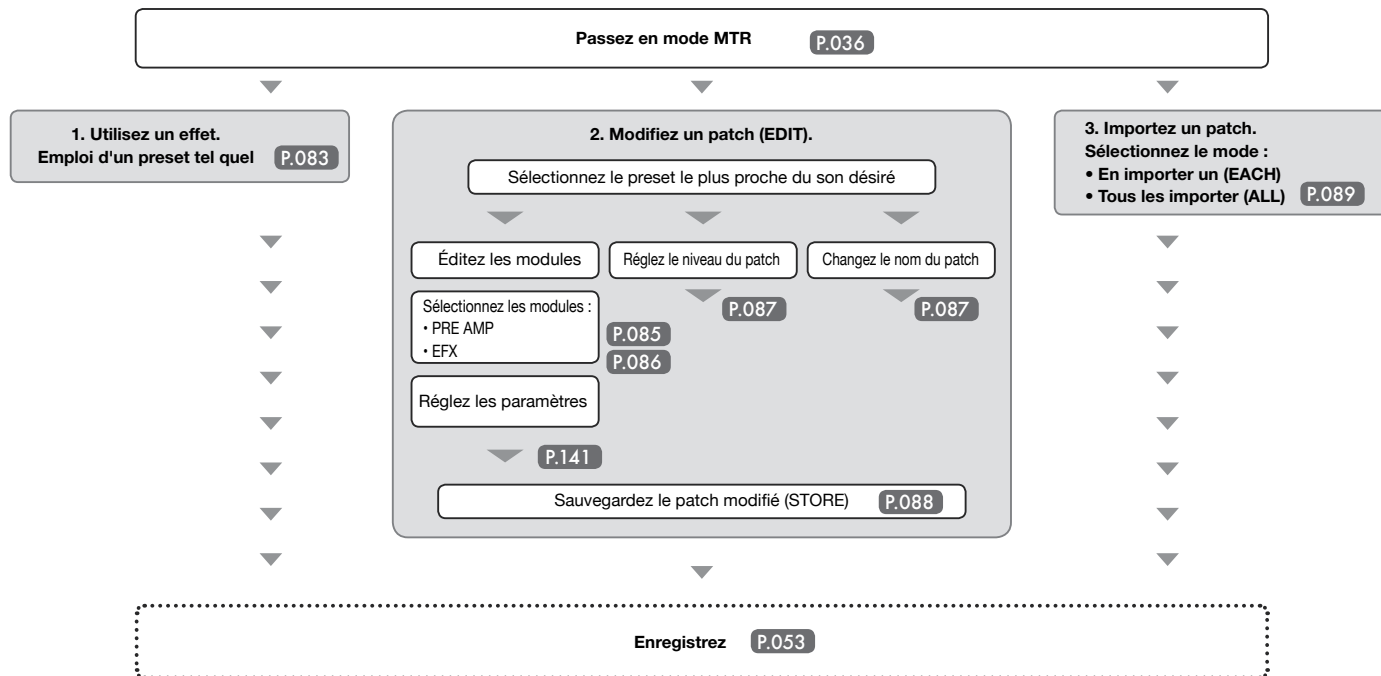 Passez en mode MTR P.036
1. Utilisez un effet.
Emploi d'un preset tel quel P.083
2. Modifiez un patch (EDIT).
Sélectionnez le preset le plus proche du son désiré
Éditez les modules
Réglez le niveau du patch
Changez le nom du patch
Sélectionnez les modules :
• PRE AMP
• EFX
P.085
P.086
P.087
P.087
Réglez les paramètres
P.141
Sauvegardez le patch modifié (STORE) P.088
3. Importez un patch.
Sélectionnez le mode :
• En importer un (EACH)
• Tous les importer (ALL) P.089
Enregistrez P.053